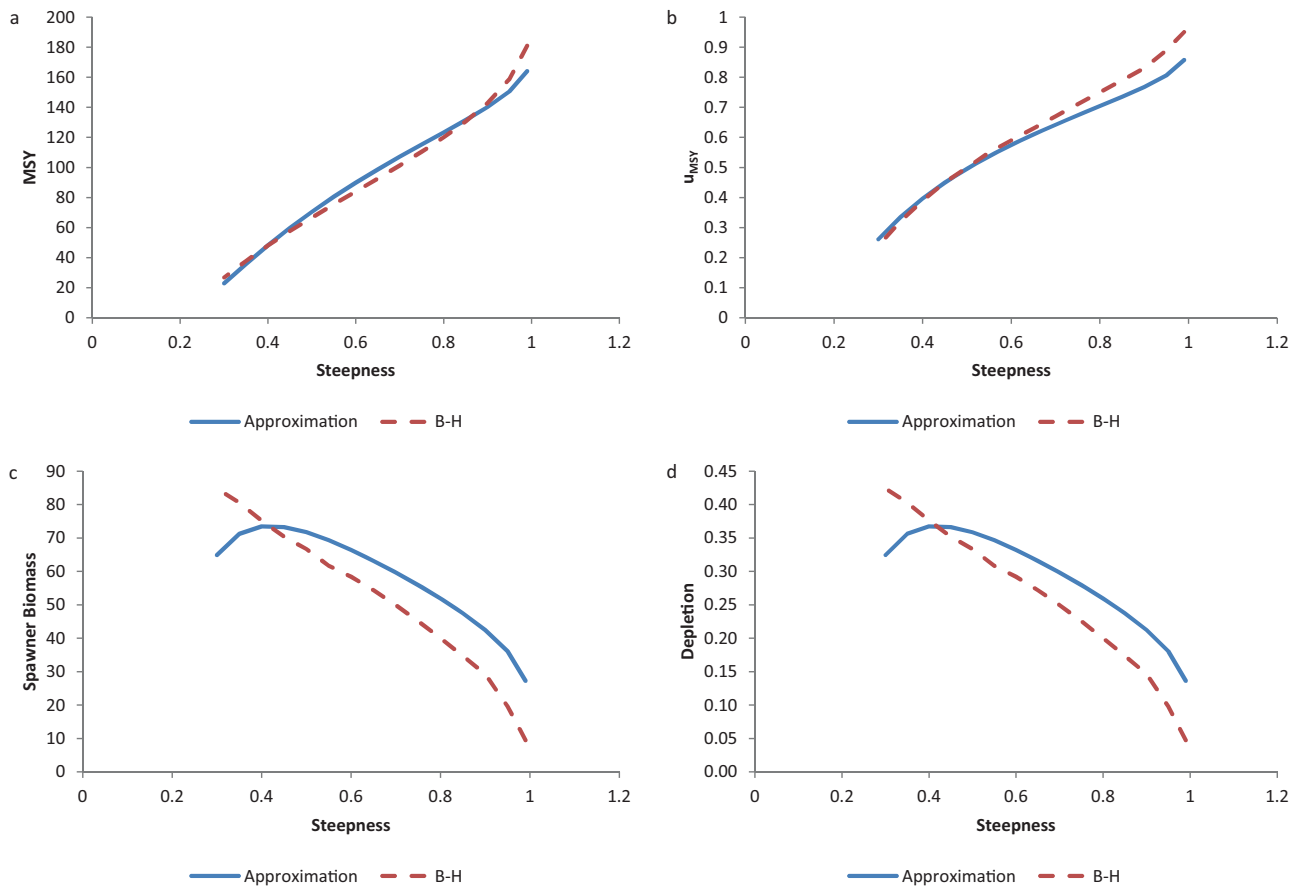 a
200
180
160
140
120
100
80
60
40
20
0
MSY
0 0.2 0.4 0.6 0.8 1 1.2
Steepness
Approximation B-H
b
1
0.9
0.8
0.7
0.6
0.5
0.4
0.3
0.2
0.1
0
uMSY
0 0.2 0.4 0.6 0.8 1 1.2
Steepness
Approximation B-H
c
90
80
70
60
50
40
30
20
10
0
Spawner Biomass
0 0.2 0.4 0.6 0.8 1 1.2
Steepness
Approximation B-H
d
0.45
0.40
0.35
0.30
0.25
0.20
0.15
0.10
0.05
0.00
Depletion
0 0.2 0.4 0.6 0.8 1 1.2
Steepness
Approximation B-H